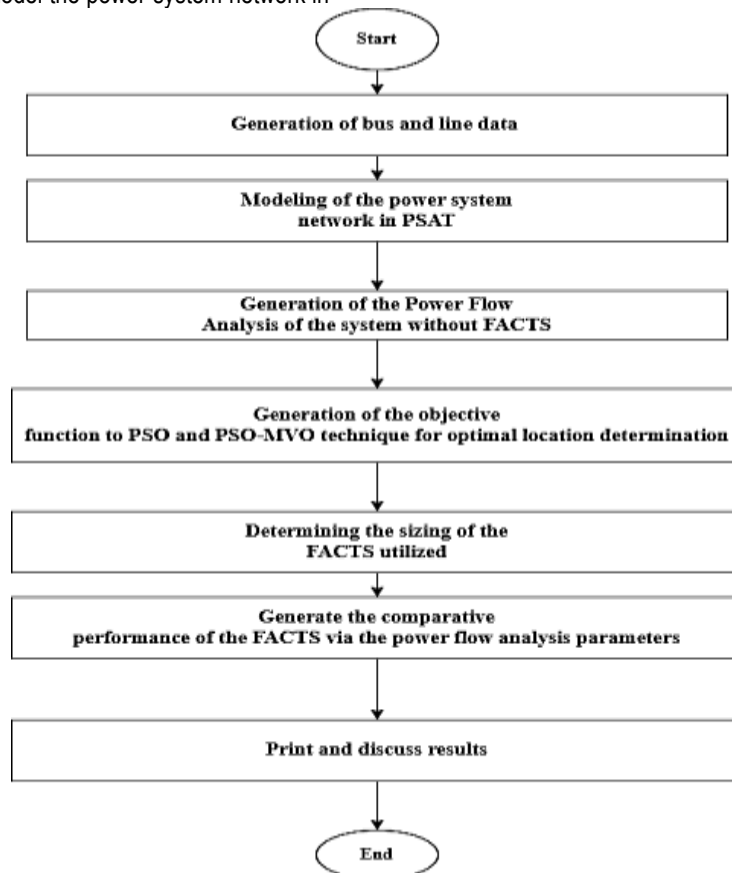 model the power system network in
Start
Generation of bus and line data
Modeling of the power system
network in PSAT
Generation of the Power Flow
Analysis of the system without FACTS
Generation of the objective
function to PSO and PSO-MVO technique for optimal location determination
Determining the sizing of the
FACTS utilized
Generate the comparative
performance of the FACTS via the power flow analysis parameters
Print and discuss results
End